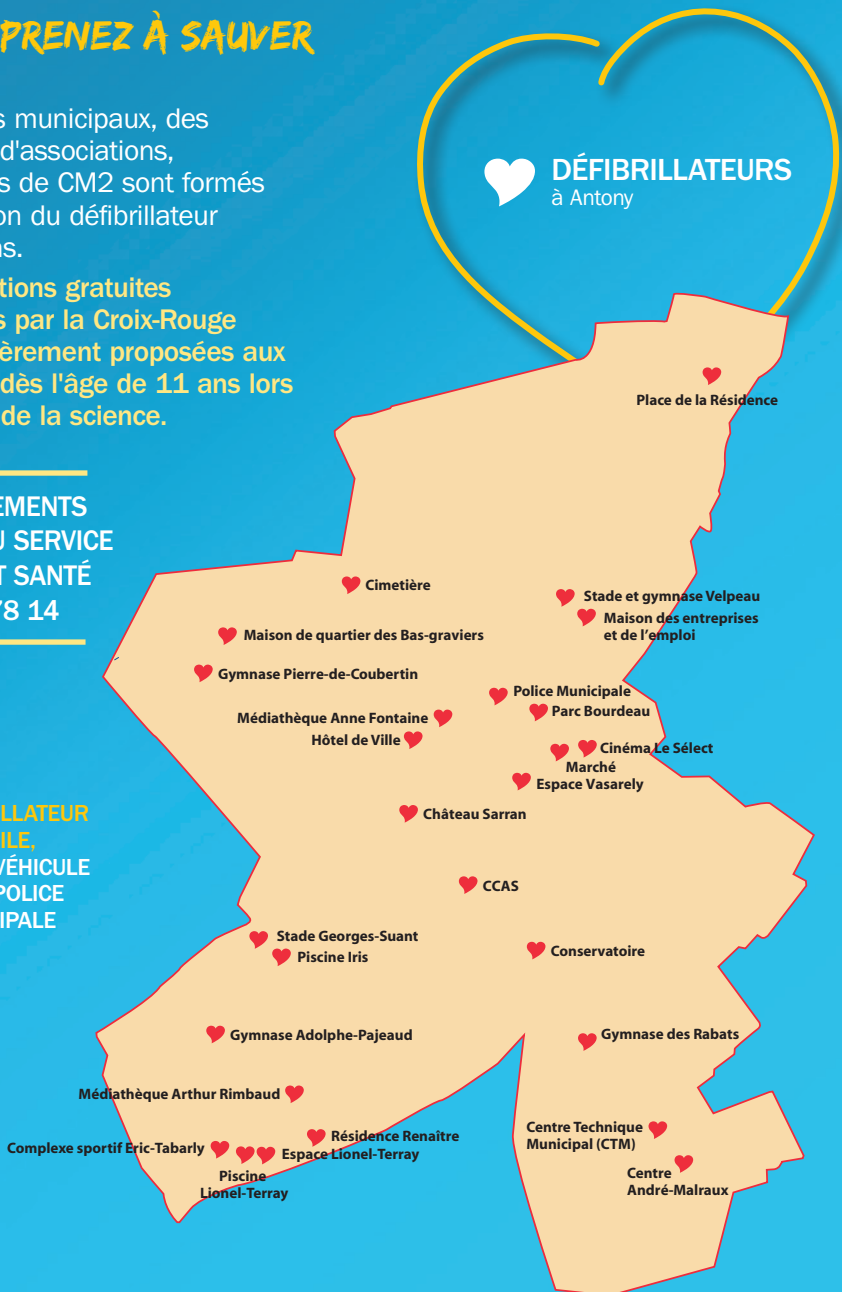 PRENEZ À SAUVER
s municipaux, des
d'associations,
s de CM2 sont formés
on du défibrillateur
ns.
tions gratuites
s par la Croix-Rouge
ièrement proposées aux
dès l'âge de 11 ans lors
de la science.
EMENTS
U SERVICE
T SANTÉ
78 14
LLATEUR
ILE,
VÉHICULE
POLICE
IPALE
DÉFIBRILLATEURS
à Antony
Place de la Résidence
Cimetière
Stade et gymnase Velpeau
Maison des entreprises
et de l'emploi
Maison de quartier des Bas-graviers
Gymnase Pierre-de-Coubertin
Police Municipale
Parc Bourdeau
Médiathèque Anne Fontaine
Hôtel de Ville
Cinéma Le Sélect
Marché
Espace Vasarely
Château Sarran
CCAS
Stade Georges-Suant
Piscine Iris
Conservatoire
Gymnase Adolphe-Pajeaud
Gymnase des Rabats
Médiathèque Arthur Rimbaud
Résidence Renaître
Complexe sportif Eric-Tabarly
Espace Lionel-Terray
Piscine
Lionel-Terray
Centre Technique
Municipal (CTM)
Centre
André-Malraux